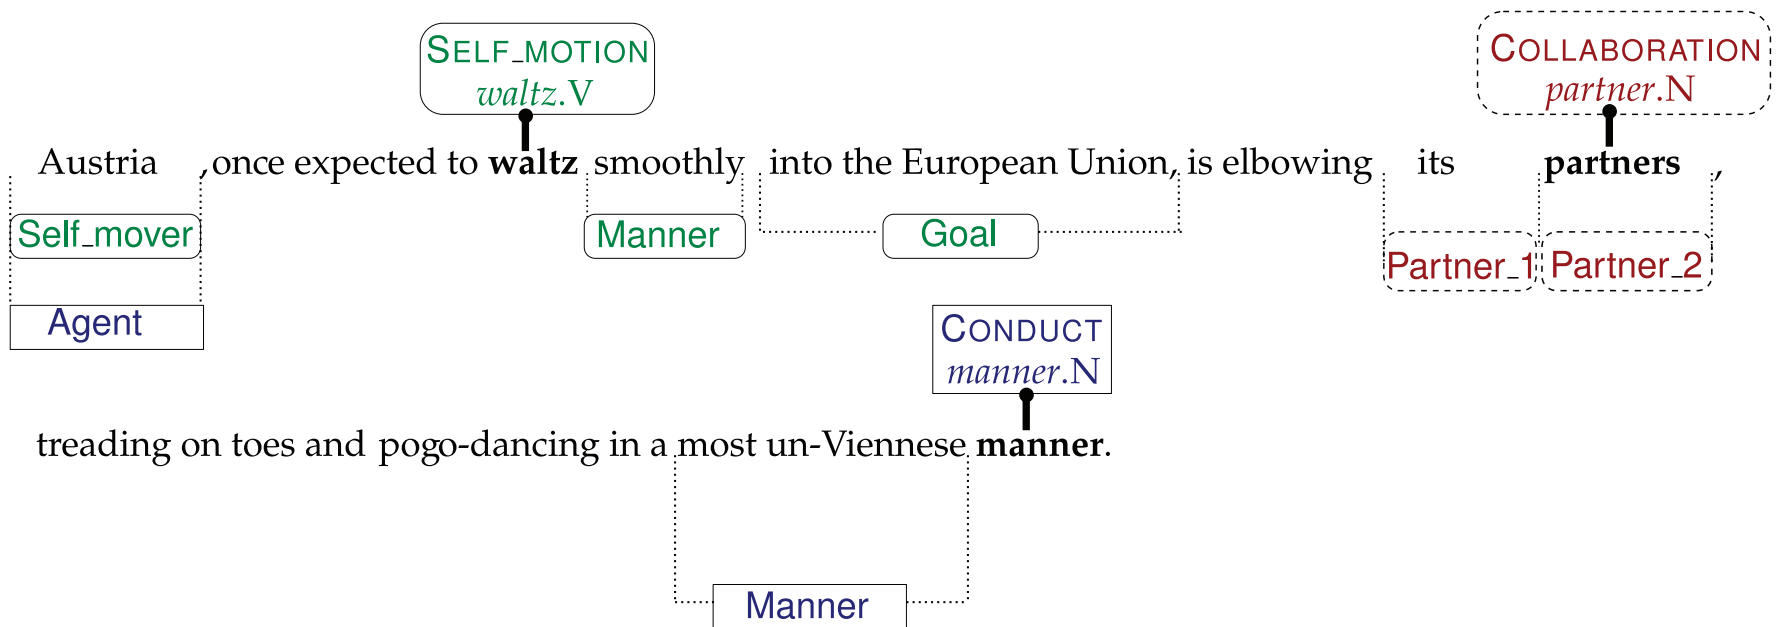 SELF_MOTION COLLABORATION
waltz.V partner.N
Austria , once expected to waltz smoothly into the European Union, is elbowing its partners ,
Self_mover Manner Goal Partner_1 Partner_2
Agent CONDUCT
manner.N
treading on toes and pogo-dancing in a most un-Viennese manner.
Manner